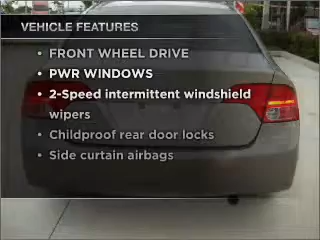 VEHICLE FEATURES
• FRONT WHEEL DRIVE
• PWR WINDOWS
• 2-Speed intermittent windshield
wipers
• Childproof rear door locks
• Side curtain airbags